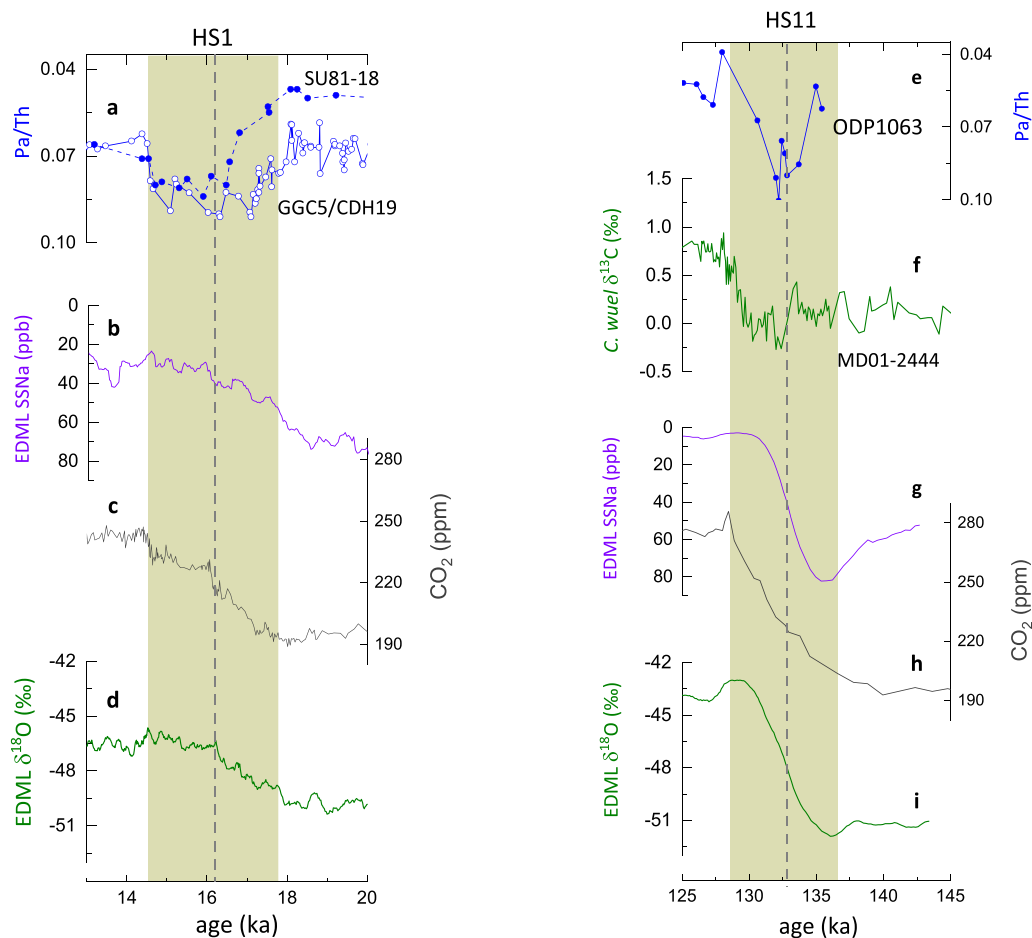 HS1
0.04
0.07
0.10
Pa/Th
a
SU81-18
GGC5/CDH19
0
20
40
60
80
EDML SSNa (ppb)
b
280
250
220
190
CO2 (ppm)
c
-42
-45
-48
-51
EDML δ18O (‰)
d
14
16
18
20
age (ka)
HS11
0.04
0.07
0.10
Pa/Th
e
ODP1063
1.5
1.0
0.5
0.0
-0.5
C. wuel δ13C (‰)
f
MD01-2444
0
20
40
60
80
EDML SSNa (ppb)
g
280
250
220
190
CO2 (ppm)
h
-42
-45
-48
-51
EDML δ18O (‰)
i
125
130
135
140
145
age (ka)